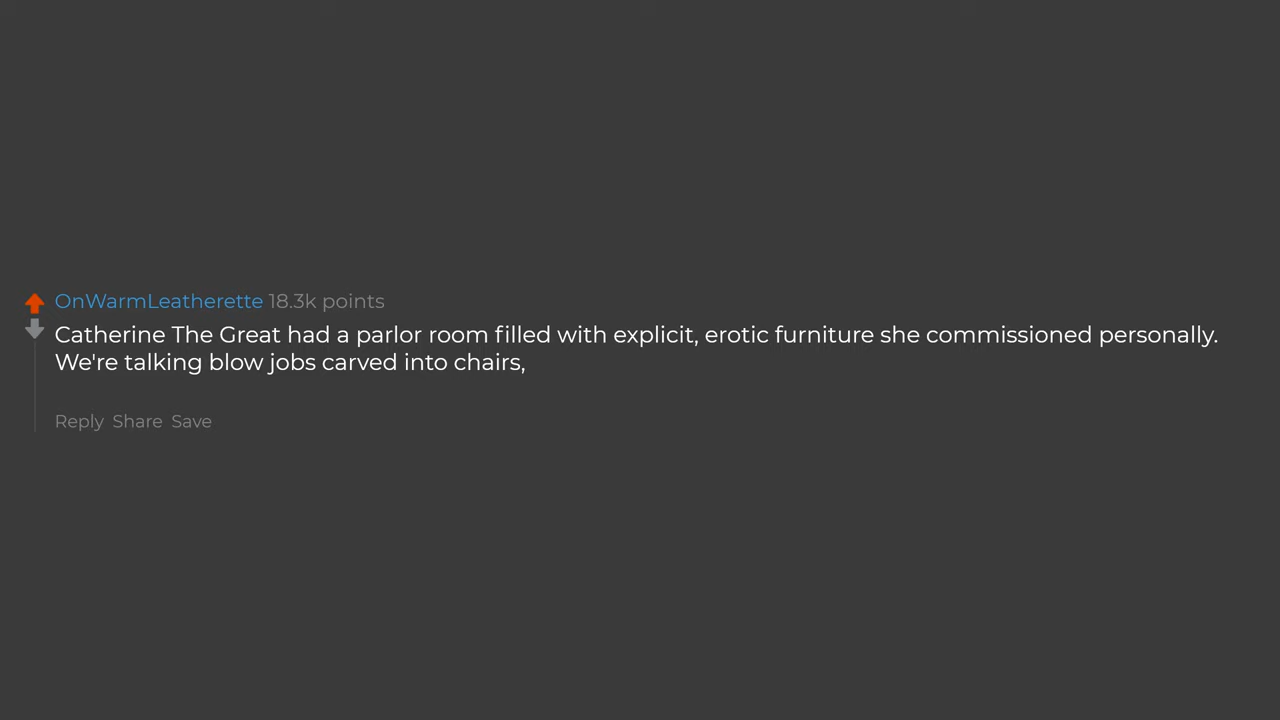 OnWarmLeatherette 18.3k points
Catherine The Great had a parlor room filled with explicit, erotic furniture she commissioned personally.
We're talking blow jobs carved into chairs,
Reply Share Save